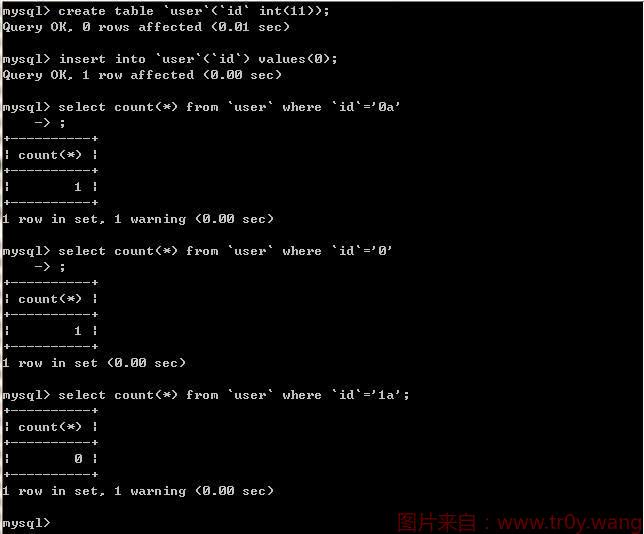 mysql> create table `user`(`id` int(11));
Query OK, 0 rows affected (0.01 sec)
mysql> insert into `user`(`id`) values(0);
Query OK, 1 row affected (0.00 sec)
mysql> select count(*) from `user` where `id`='0a'
    -> ;
+----------+
| count(*) |
+----------+
|        1 |
+----------+
1 row in set, 1 warning (0.00 sec)
mysql> select count(*) from `user` where `id`='0'
    -> ;
+----------+
| count(*) |
+----------+
|        1 |
+----------+
1 row in set (0.00 sec)
mysql> select count(*) from `user` where `id`='1a';
+----------+
| count(*) |
+----------+
|        0 |
+----------+
1 row in set, 1 warning (0.00 sec)
mysql>
图片来自：www.tr0y.wang